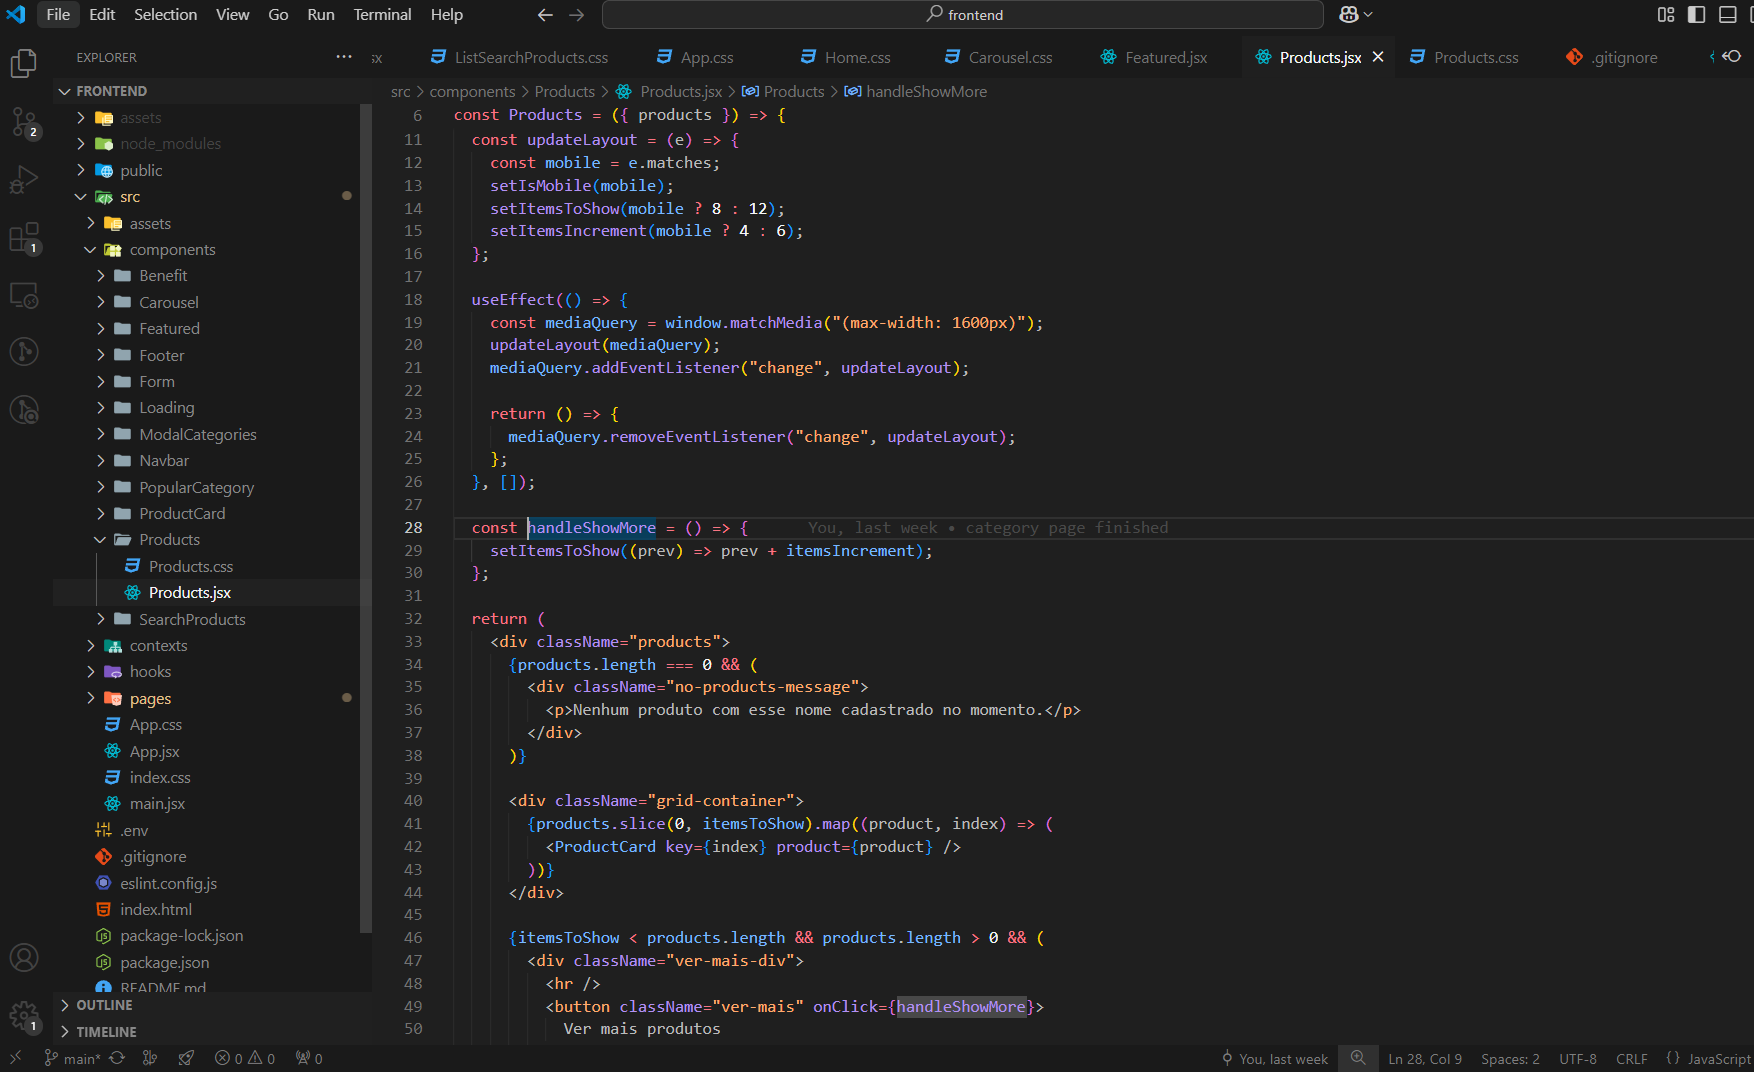 File Edit Selection View Go Run Terminal Help
frontend
EXPLORER
sx ListSearchProducts.css App.css Home.css Carousel.css Featured.jsx Products.jsx Products.css .gitignore
FRONTEND
assets
node_modules
public
src
assets
components
Benefit
Carousel
Featured
Footer
Form
Loading
ModalCategories
Navbar
PopularCategory
ProductCard
Products
Products.css
Products.jsx
SearchProducts
contexts
hooks
pages
App.css
App.jsx
index.css
main.jsx
.env
.gitignore
eslint.config.js
index.html
package-lock.json
package.json
README.md
OUTLINE
TIMELINE
2
1
1
src > components > Products > Products.jsx > Products > handleShowMore
6 const Products = ({ products }) => {
11 const updateLayout = (e) => {
12 const mobile = e.matches;
13 setIsMobile(mobile);
14 setItemsToShow(mobile ? 8 : 12);
15 setItemsIncrement(mobile ? 4 : 6);
16 };
17
18 useEffect(() => {
19 const mediaQuery = window.matchMedia("(max-width: 1600px)");
20 updateLayout(mediaQuery);
21 mediaQuery.addEventListener("change", updateLayout);
22
23 return () => {
24 mediaQuery.removeEventListener("change", updateLayout);
25 };
26 }, []);
27
28 const handleShowMore = () => { You, last week • category page finished
29 setItemsToShow((prev) => prev + itemsIncrement);
30 };
31
32 return (
33 <div className="products">
34 {products.length === 0 && (
35 <div className="no-products-message">
36 <p>Nenhum produto com esse nome cadastrado no momento.</p>
37 </div>
38 )}
39
40 <div className="grid-container">
41 {products.slice(0, itemsToShow).map((product, index) => (
42 <ProductCard key={index} product={product} />
43 ))}
44 </div>
45
46 {itemsToShow < products.length && products.length > 0 && (
47 <div className="ver-mais-div">
48 <hr />
49 <button className="ver-mais" onClick={handleShowMore}>
50 Ver mais produtos
main* 0 0 0 You, last week Ln 28, Col 9 Spaces: 2 UTF-8 CRLF {} JavaScript